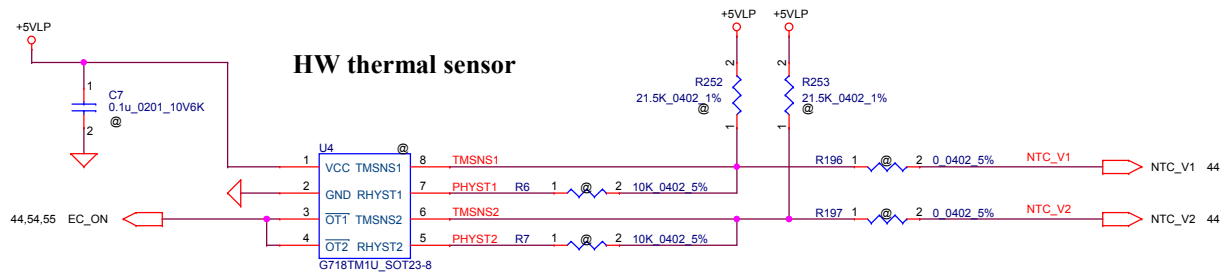 +5VLP
+5VLP
+5VLP
HW thermal sensor
1
C7
0.1u_0201_10V6K
@
2
2
R252
21.5K_0402_1%
@
1
2
R253
21.5K_0402_1%
@
1
U4
@
1 VCC TMSNS1 8 TMSNS1
R196 1 @ 2 0_0402_5% NTC_V1 NTC_V1 44
2 GND RHYST1 7 PHYST1 R6 1 @ 2 10K_0402_5%
44,54,55 EC_ON 3 OT1 TMSNS2 6 TMSNS2
R197 1 @ 2 0_0402_5% NTC_V2 NTC_V2 44
4 OT2 RHYST2 5 PHYST2 R7 1 @ 2 10K_0402_5%
G718TM1U_SOT23-8